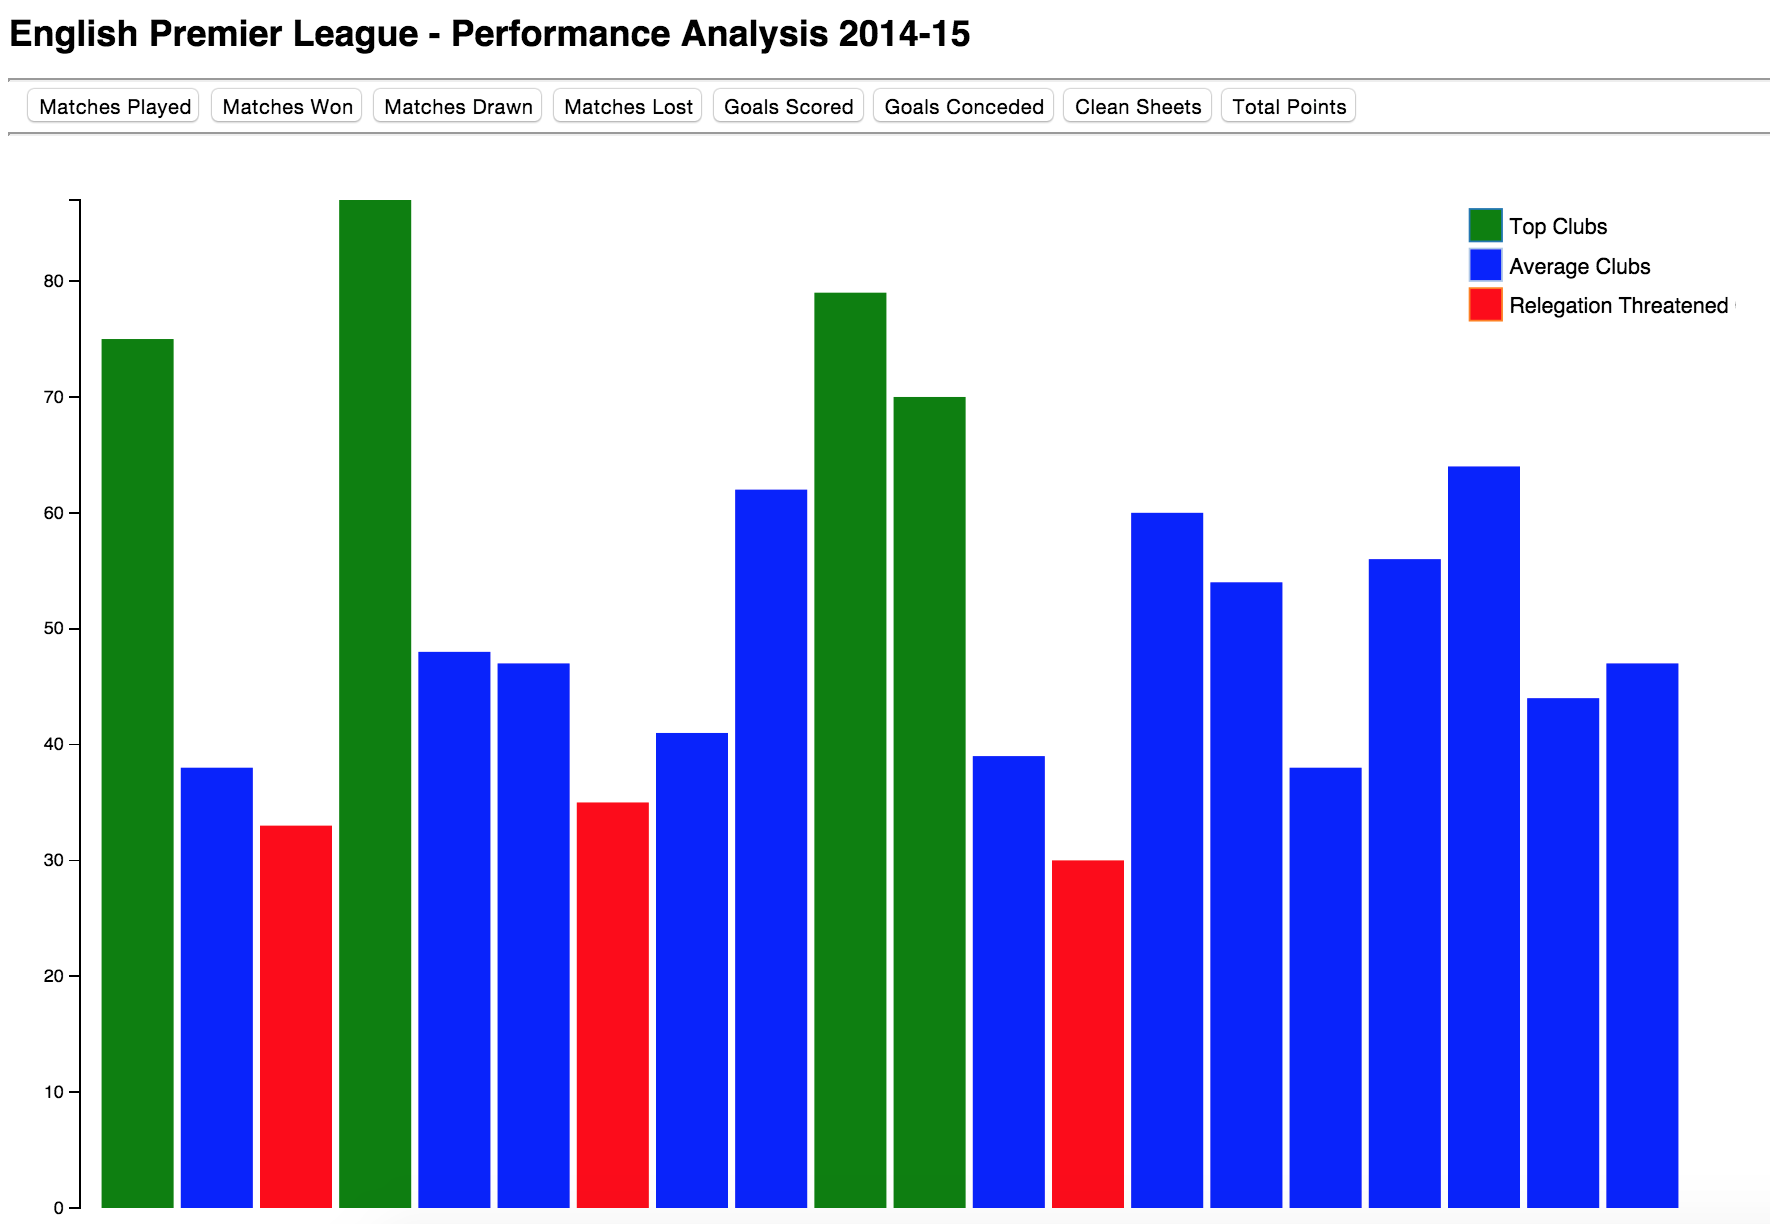 English Premier League - Performance Analysis 2014-15
Matches Played Matches Won Matches Drawn Matches Lost Goals Scored Goals Conceded Clean Sheets Total Points
Top Clubs
Average Clubs
Relegation Threatened
80
70
60
50
40
30
20
10
0